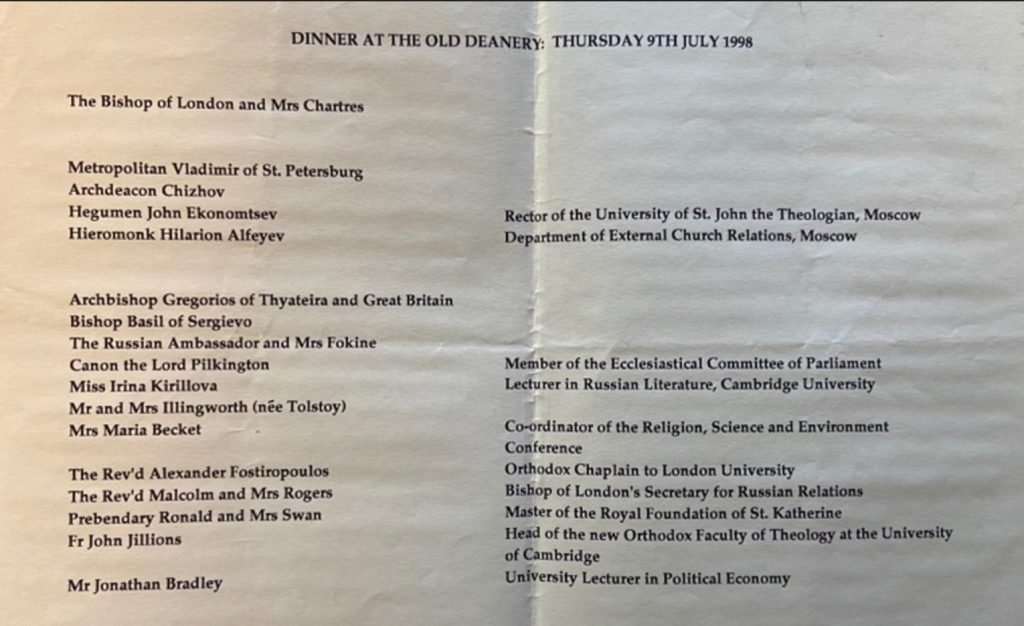 DINNER AT THE OLD DEANERY: THURSDAY 9TH JULY 1998
The Bishop of London and Mrs Chartres
Metropolitan Vladimir of St. Petersburg
Archdeacon Chizhov
Hegumen John Ekonomtsev Rector of the University of St. John the Theologian, Moscow
Hieromonk Hilarion Alfeyev Department of External Church Relations, Moscow
Archbishop Gregorios of Thyateira and Great Britain
Bishop Basil of Sergievo
The Russian Ambassador and Mrs Fokine
Canon the Lord Pilkington Member of the Ecclesiastical Committee of Parliament
Miss Irina Kirillova Lecturer in Russian Literature, Cambridge University
Mr and Mrs Illingworth (née Tolstoy)
Mrs Maria Becket Co-ordinator of the Religion, Science and Environment
Conference
The Rev'd Alexander Fostiropoulos Orthodox Chaplain to London University
The Rev'd Malcolm and Mrs Rogers Bishop of London's Secretary for Russian Relations
Prebendary Ronald and Mrs Swan Master of the Royal Foundation of St. Katherine
Fr John Jillions Head of the new Orthodox Faculty of Theology at the University
of Cambridge
Mr Jonathan Bradley University Lecturer in Political Economy